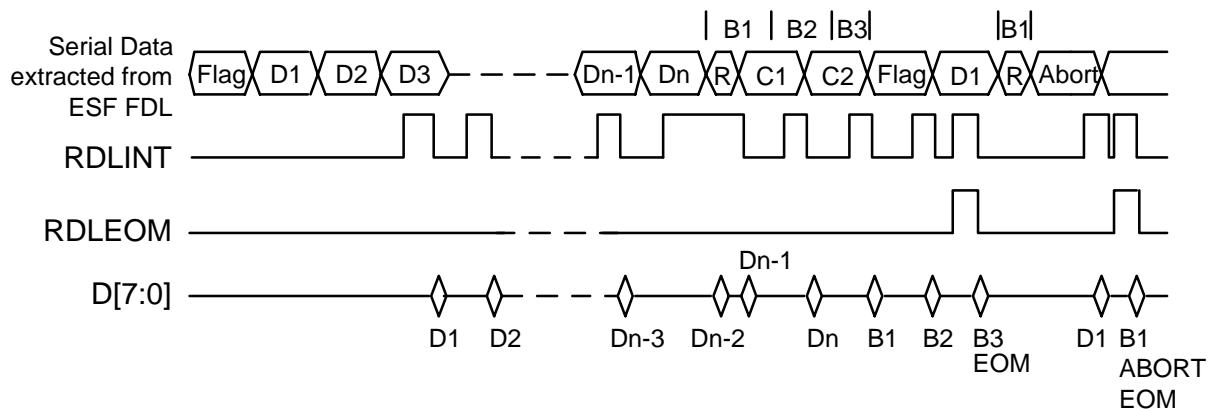 B1 B2 B3 B1
Serial Data
extracted from
ESF FDL
Flag D1 D2 D3 Dn-1 Dn R C1 C2 Flag D1 R Abort
RDLINT
RDLEOM
Dn-1
D[7:0]
D1 D2 Dn-3 Dn-2 Dn B1 B2 B3 D1 B1
EOM ABORT
EOM